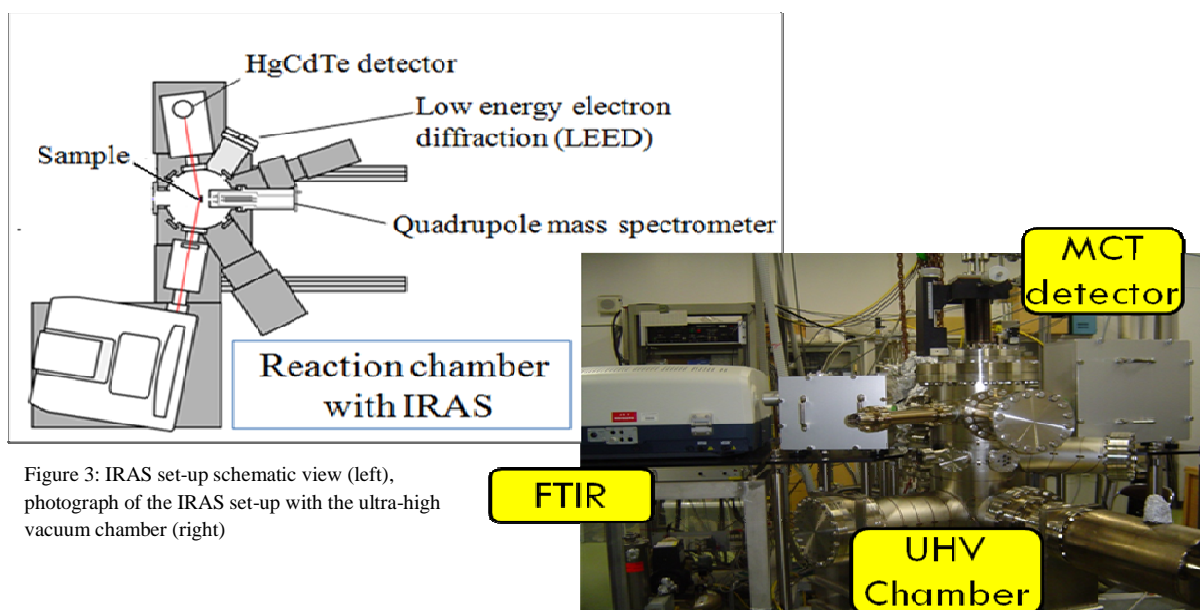 HgCdTe detector
Low energy electron
diffraction (LEED)
Sample
Quadrupole mass spectrometer
Reaction chamber
with IRAS
MCT
detector
FTIR
UHV
Chamber
Figure 3: IRAS set-up schematic view (left),
photograph of the IRAS set-up with the ultra-high
vacuum chamber (right)